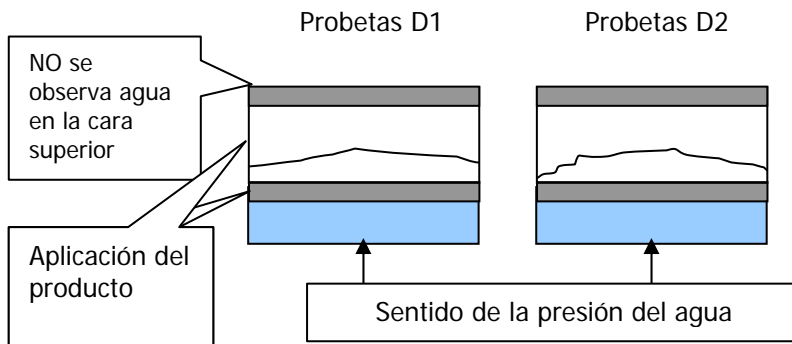 Probetas D1
Probetas D2
NO se
observa agua
en la cara
superior
Aplicación del
producto
Sentido de la presión del agua